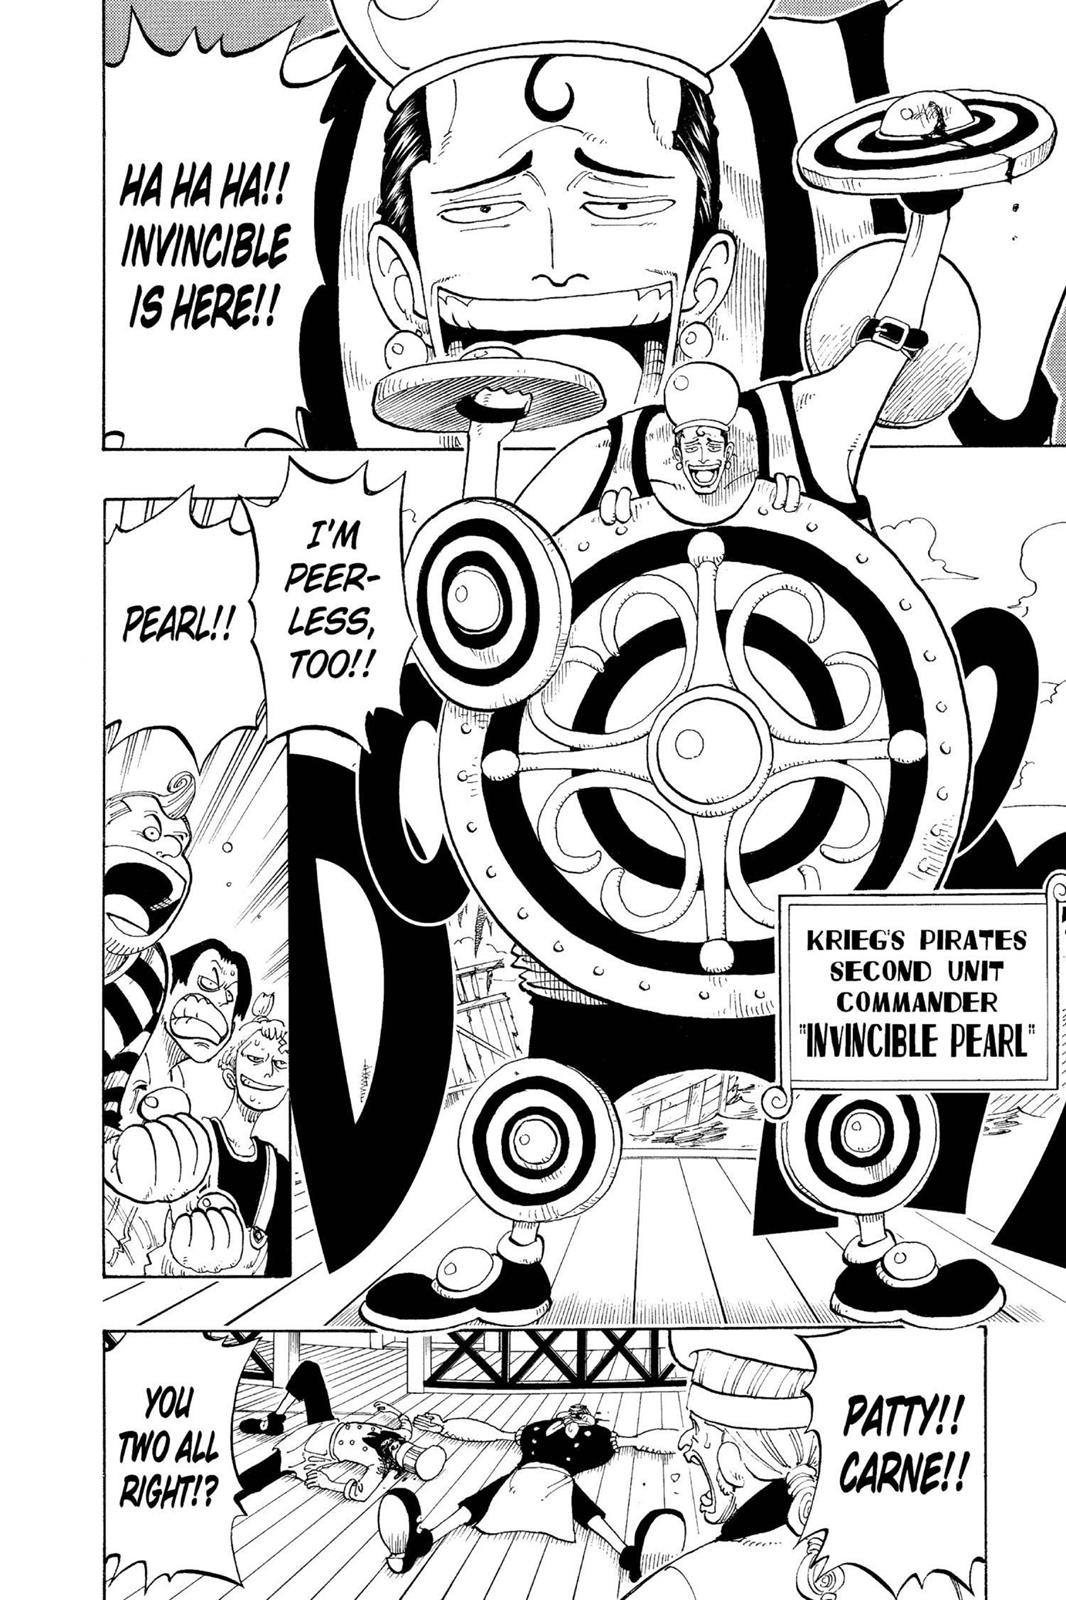 HA HA HA!!
INVINCIBLE
IS HERE!!
I'M
PEER-
LESS,
TOO!!
PEARL!!
KRIEG'S PIRATES
SECOND UNIT
COMMANDER
"INVINCIBLE PEARL"
PATTY!!
CARNE!!
YOU
TWO ALL
RIGHT!?